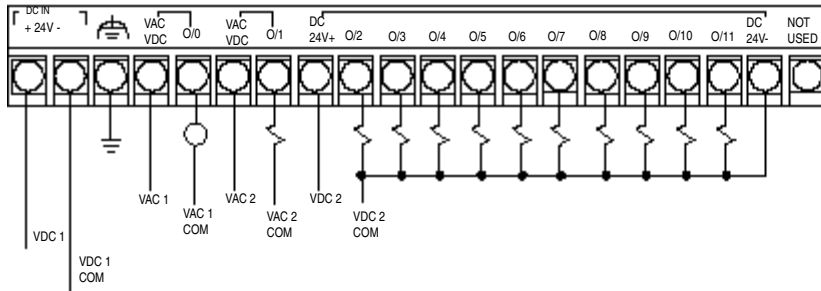 DC IN
+ 24V -
VAC
VDC
O/0
VAC
VDC
O/1
DC
24V+
O/2
O/3
O/4
O/5
O/6
O/7
O/8
O/9
O/10
O/11
DC
24V-
NOT
USED
VAC 1
VAC 1
COM
VAC 2
VAC 2
COM
VDC 2
VDC 2
COM
VDC 1
VDC 1
COM